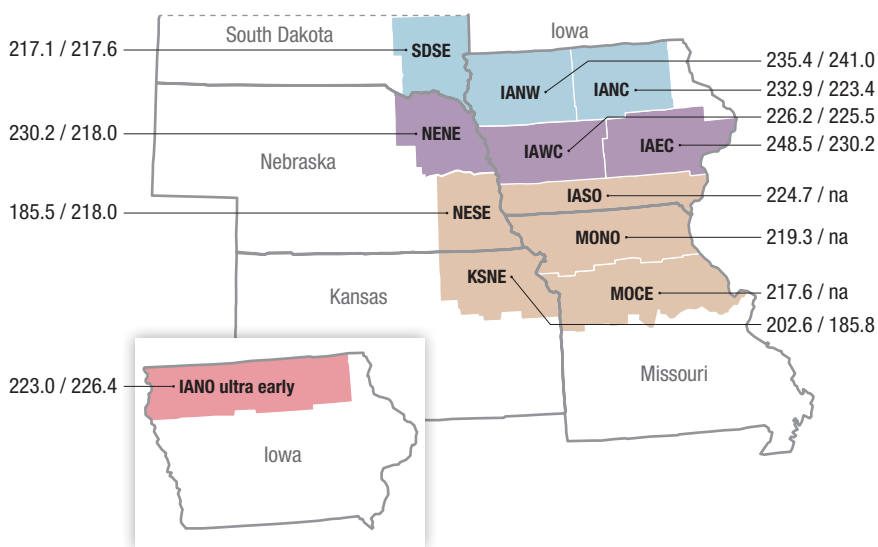 South Dakota
Iowa
217.1 / 217.6
SDSE
235.4 / 241.0
IANW
IANC
232.9 / 223.4
226.2 / 225.5
230.2 / 218.0
NENE
IAWC
IAEC
248.5 / 230.2
Nebraska
185.5 / 218.0
NESE
IASO
224.7 / na
MONO
219.3 / na
KSNE
MOCE
217.6 / na
Kansas
202.6 / 185.8
Missouri
223.0 / 226.4
IANO ultra early
Iowa